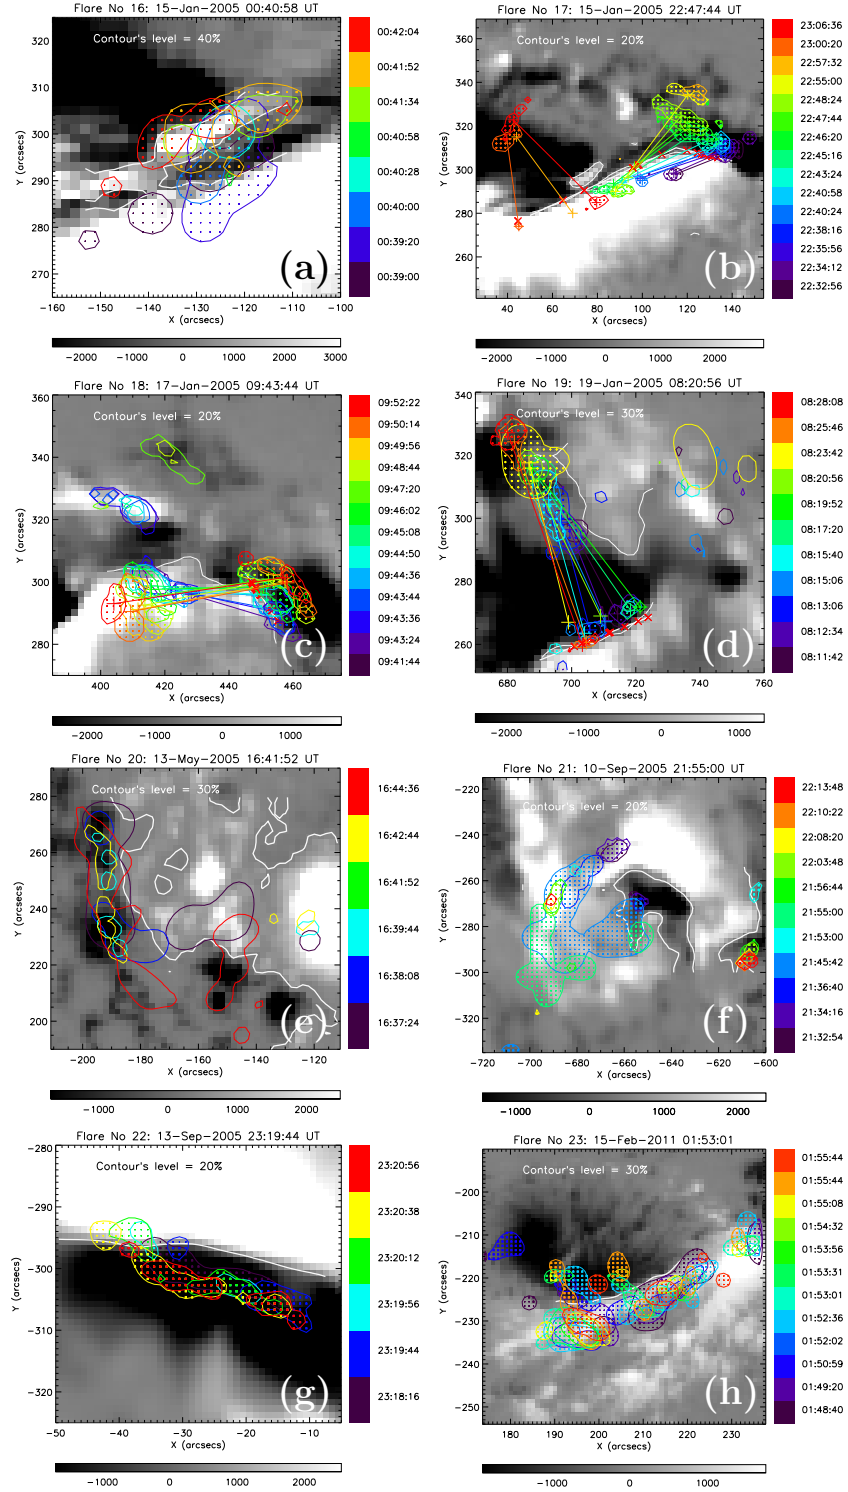 Flare No 16: 15-Jan-2005 00:40:58 UT
Contour's level = 40%
Y (arcsecs)
320
310
300
290
280
270
(a)
-160 -150 -140 -130 -120 -110 -100
X (arcsecs)
00:42:04
00:41:52
00:41:34
00:40:58
00:40:28
00:40:00
00:39:20
00:39:00
-2000 -1000 0 1000 2000 3000
Flare No 17: 15-Jan-2005 22:47:44 UT
Contour's level = 20%
Y (arcsecs)
360
340
320
300
280
260
(b)
40 60 80 100 120 140
X (arcsecs)
23:06:36
23:00:20
22:57:32
22:55:00
22:48:24
22:47:44
22:46:20
22:45:16
22:43:24
22:40:58
22:40:24
22:38:16
22:35:56
22:34:12
22:32:56
-2000 -1000 0 1000 2000
Flare No 18: 17-Jan-2005 09:43:44 UT
Contour's level = 20%
Y (arcsecs)
360
340
320
300
280
(c)
400 420 440 460
X (arcsecs)
09:52:22
09:50:14
09:49:56
09:48:44
09:47:20
09:46:02
09:45:08
09:44:50
09:44:36
09:43:44
09:43:36
09:43:24
09:41:44
-2000 -1000 0 1000
Flare No 19: 19-Jan-2005 08:20:56 UT
Contour's level = 30%
Y (arcsecs)
340
320
300
280
260
(d)
680 700 720 740 760
X (arcsecs)
08:28:08
08:25:46
08:23:42
08:20:56
08:19:52
08:17:20
08:15:40
08:15:06
08:13:06
08:12:34
08:11:42
-2000 -1000 0 1000
Flare No 20: 13-May-2005 16:41:52 UT
Contour's level = 30%
Y (arcsecs)
280
260
240
220
200
(e)
-200 -180 -160 -140 -120
X (arcsecs)
16:44:36
16:42:44
16:41:52
16:39:44
16:38:08
16:37:24
-1000 0 1000 2000
Flare No 21: 10-Sep-2005 21:55:00 UT
Contour's level = 20%
Y (arcsecs)
-220
-240
-260
-280
-300
-320
(f)
-720 -700 -680 -660 -640 -620 -600
X (arcsecs)
22:13:48
22:10:22
22:08:20
22:03:48
21:56:44
21:55:00
21:53:00
21:45:42
21:36:40
21:34:16
21:32:54
-1000 0 1000 2000
Flare No 22: 13-Sep-2005 23:19:44 UT
Contour's level = 20%
Y (arcsecs)
-280
-290
-300
-310
-320
(g)
-50 -40 -30 -20 -10
X (arcsecs)
23:20:56
23:20:38
23:20:12
23:19:56
23:19:44
23:18:16
-1000 0 1000 2000
Flare No 23: 15-Feb-2011 01:53:01
Contour's level = 30%
Y (arcsecs)
-190
-200
-210
-220
-230
-240
-250
(h)
180 190 200 210 220 230
X (arcsecs)
01:55:44
01:55:44
01:55:08
01:54:32
01:53:56
01:53:31
01:53:01
01:52:36
01:52:02
01:50:59
01:49:20
01:48:40
-1000 0 1000